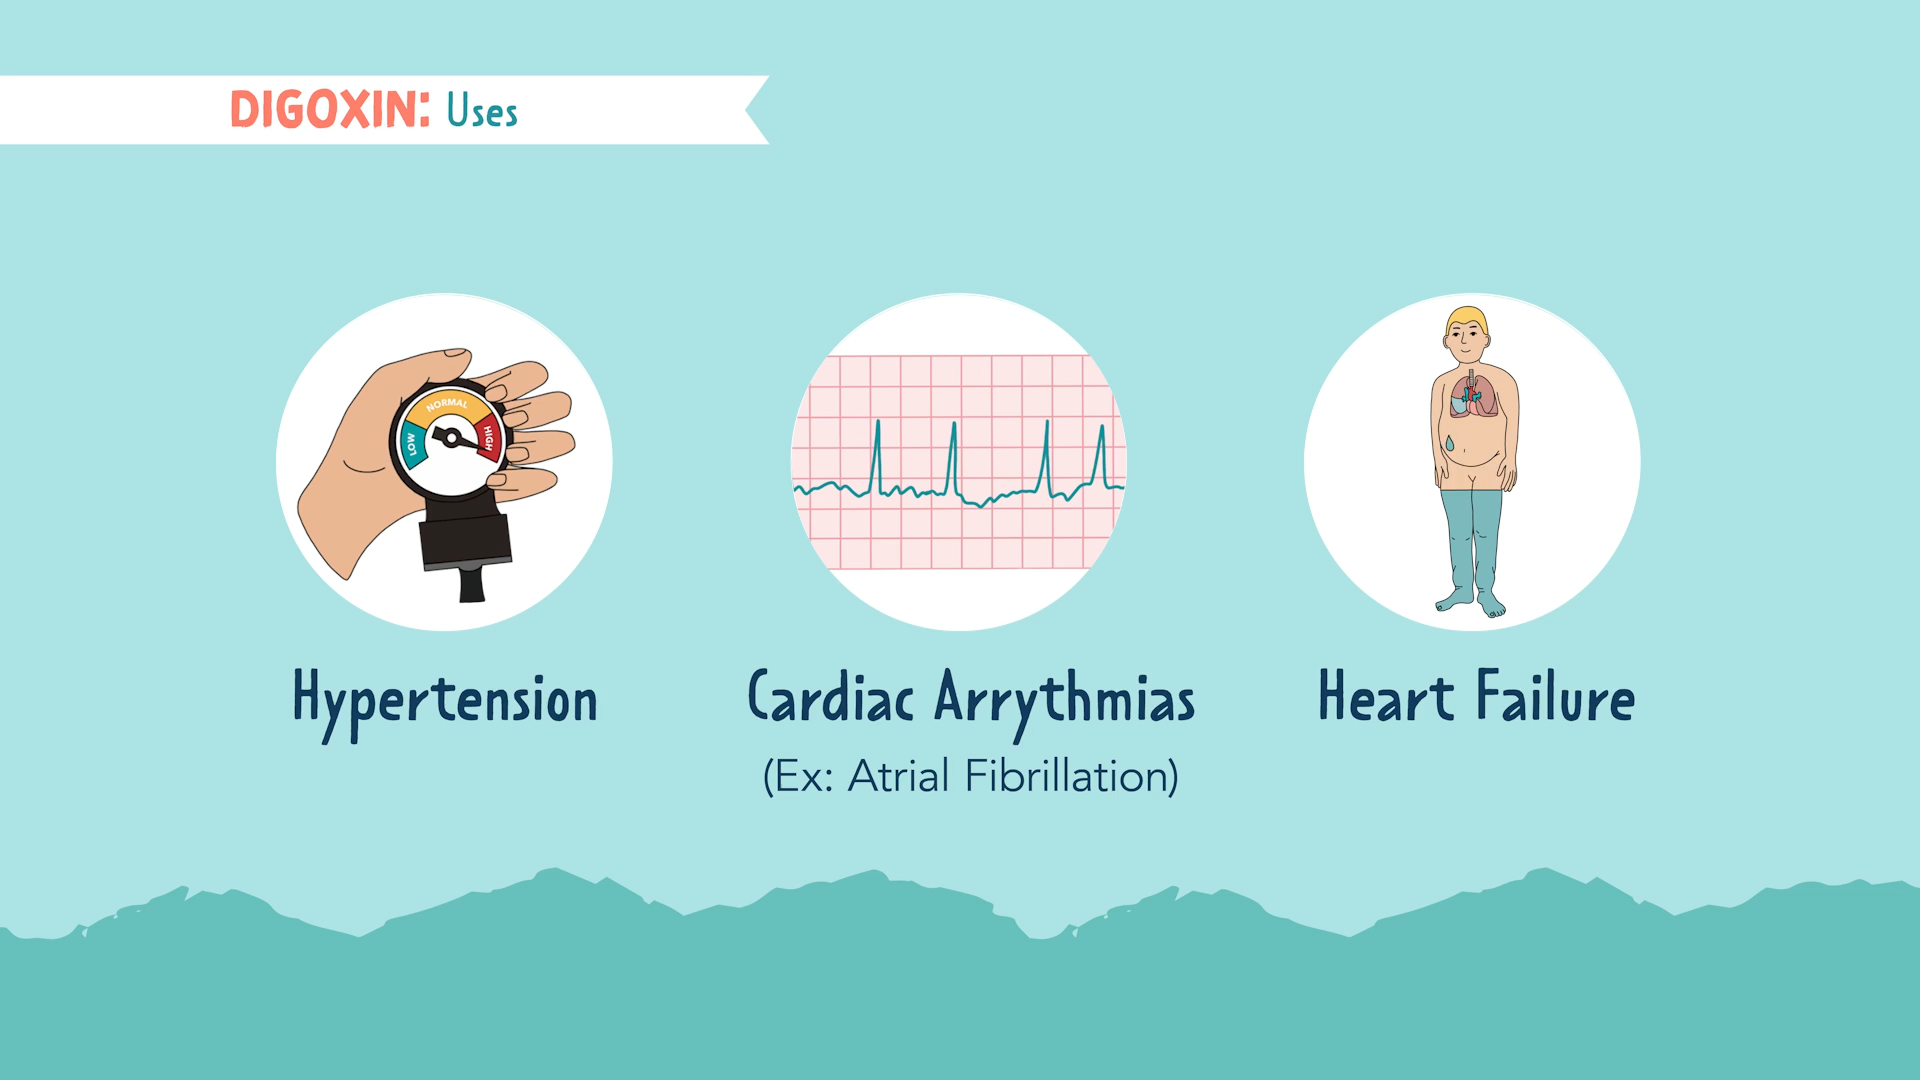 DIGOXIN: Uses
LOW
NORMAL
HIGH
Hypertension
Cardiac Arrythmias
(Ex: Atrial Fibrillation)
Heart Failure